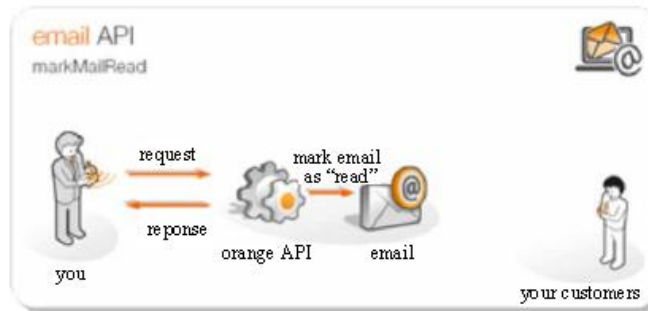 email API
markMailRead
@
request
mark email
as "read"
@
reponse
orange API
email
you
your customers